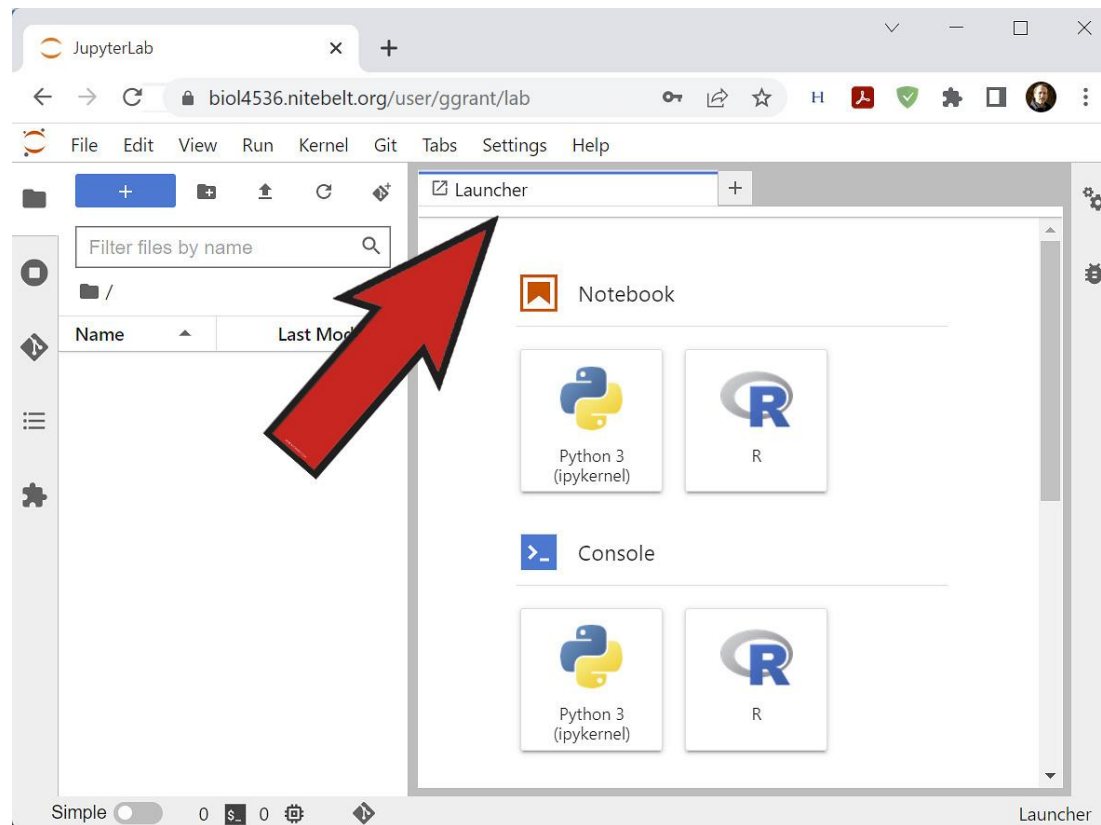 JupyterLab
biol4536.nitebelt.org/user/ggrant/lab
H
File Edit View Run Kernel Git Tabs Settings Help
Launcher
Filter files by name
/
Name Last Mod
Notebook
Python 3
(ipykernel)
R
Console
Python 3
(ipykernel)
R
Simple 0 $_ 0 Launcher